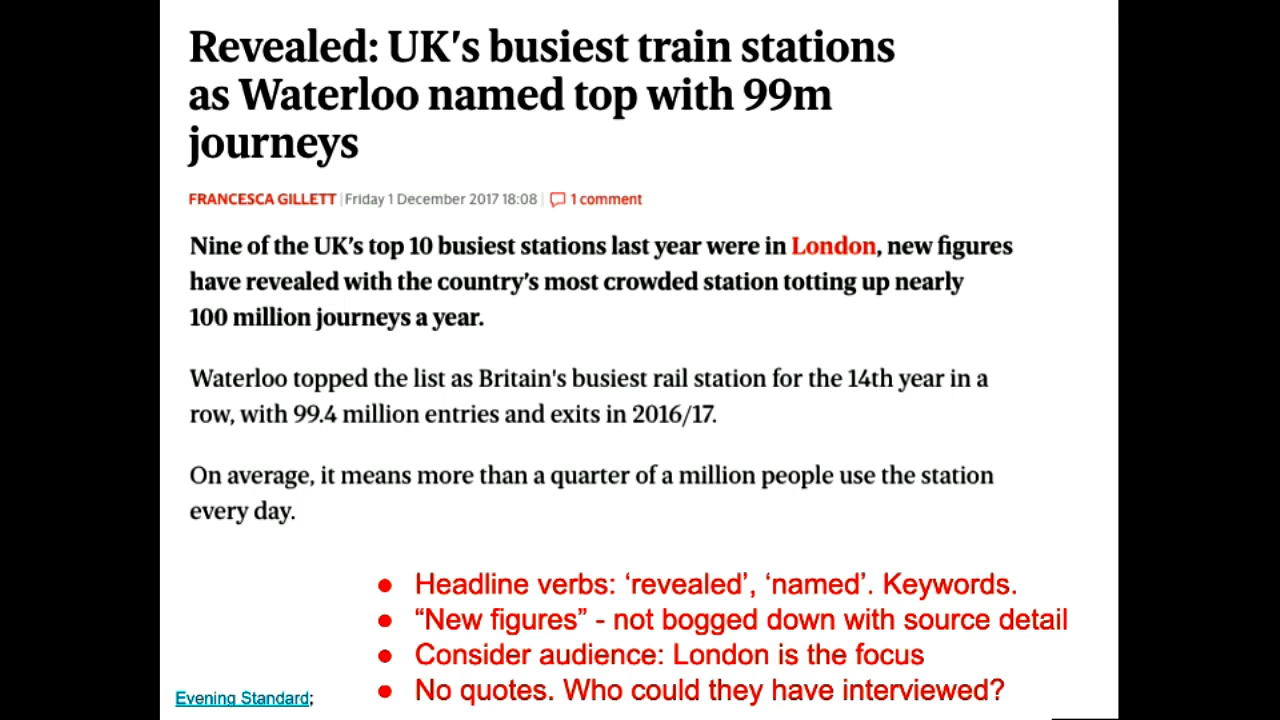 Revealed: UK's busiest train stations
as Waterloo named top with 99m
journeys
FRANCESCA GILLETT | Friday 1 December 2017 18:08 | 1 comment
Nine of the UK’s top 10 busiest stations last year were in London, new figures
have revealed with the country’s most crowded station totting up nearly
100 million journeys a year.
Waterloo topped the list as Britain's busiest rail station for the 14th year in a
row, with 99.4 million entries and exits in 2016/17.
On average, it means more than a quarter of a million people use the station
every day.
● Headline verbs: ‘revealed’, ‘named’. Keywords.
● “New figures” - not bogged down with source detail
● Consider audience: London is the focus
● No quotes. Who could they have interviewed?
Evening Standard;